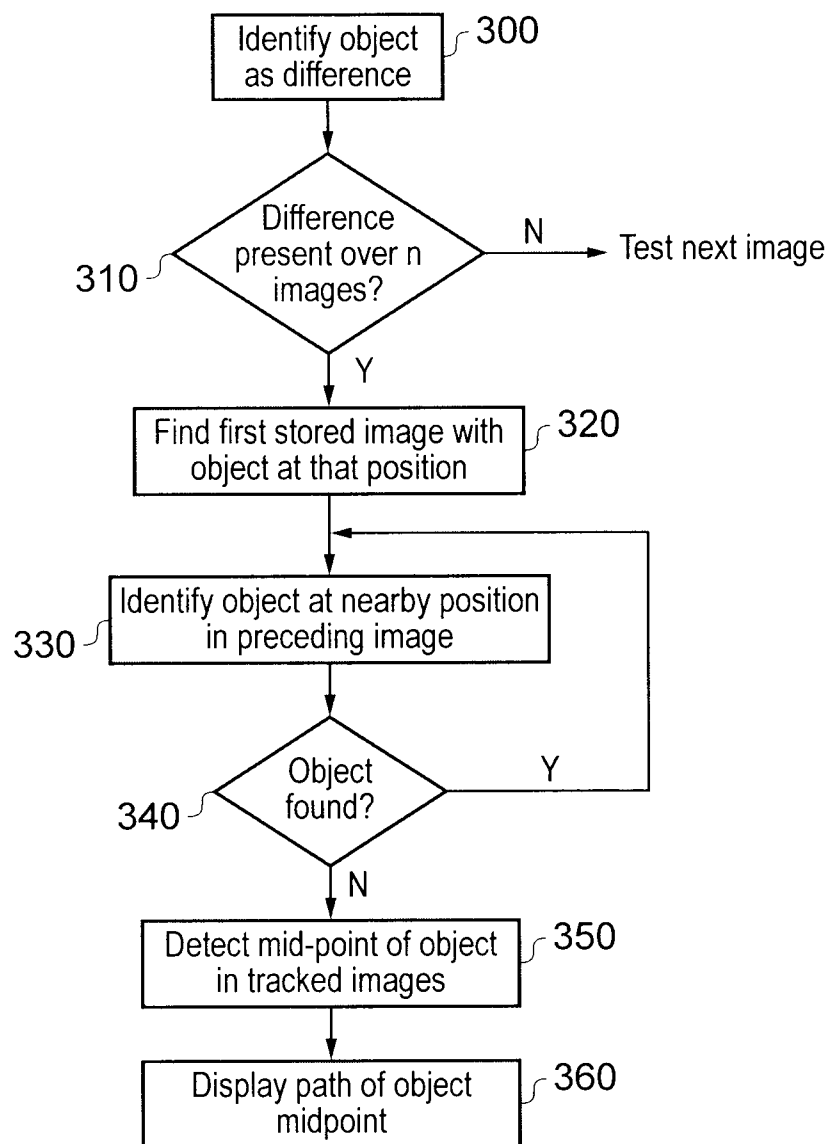 Identify object
as difference
300
Difference
present over n
images?
310
N
Test next image
Y
Find first stored image with
object at that position
320
Identify object at nearby position
in preceding image
330
Object
found?
340
Y
N
Detect mid-point of object
in tracked images
350
Display path of object
midpoint
360